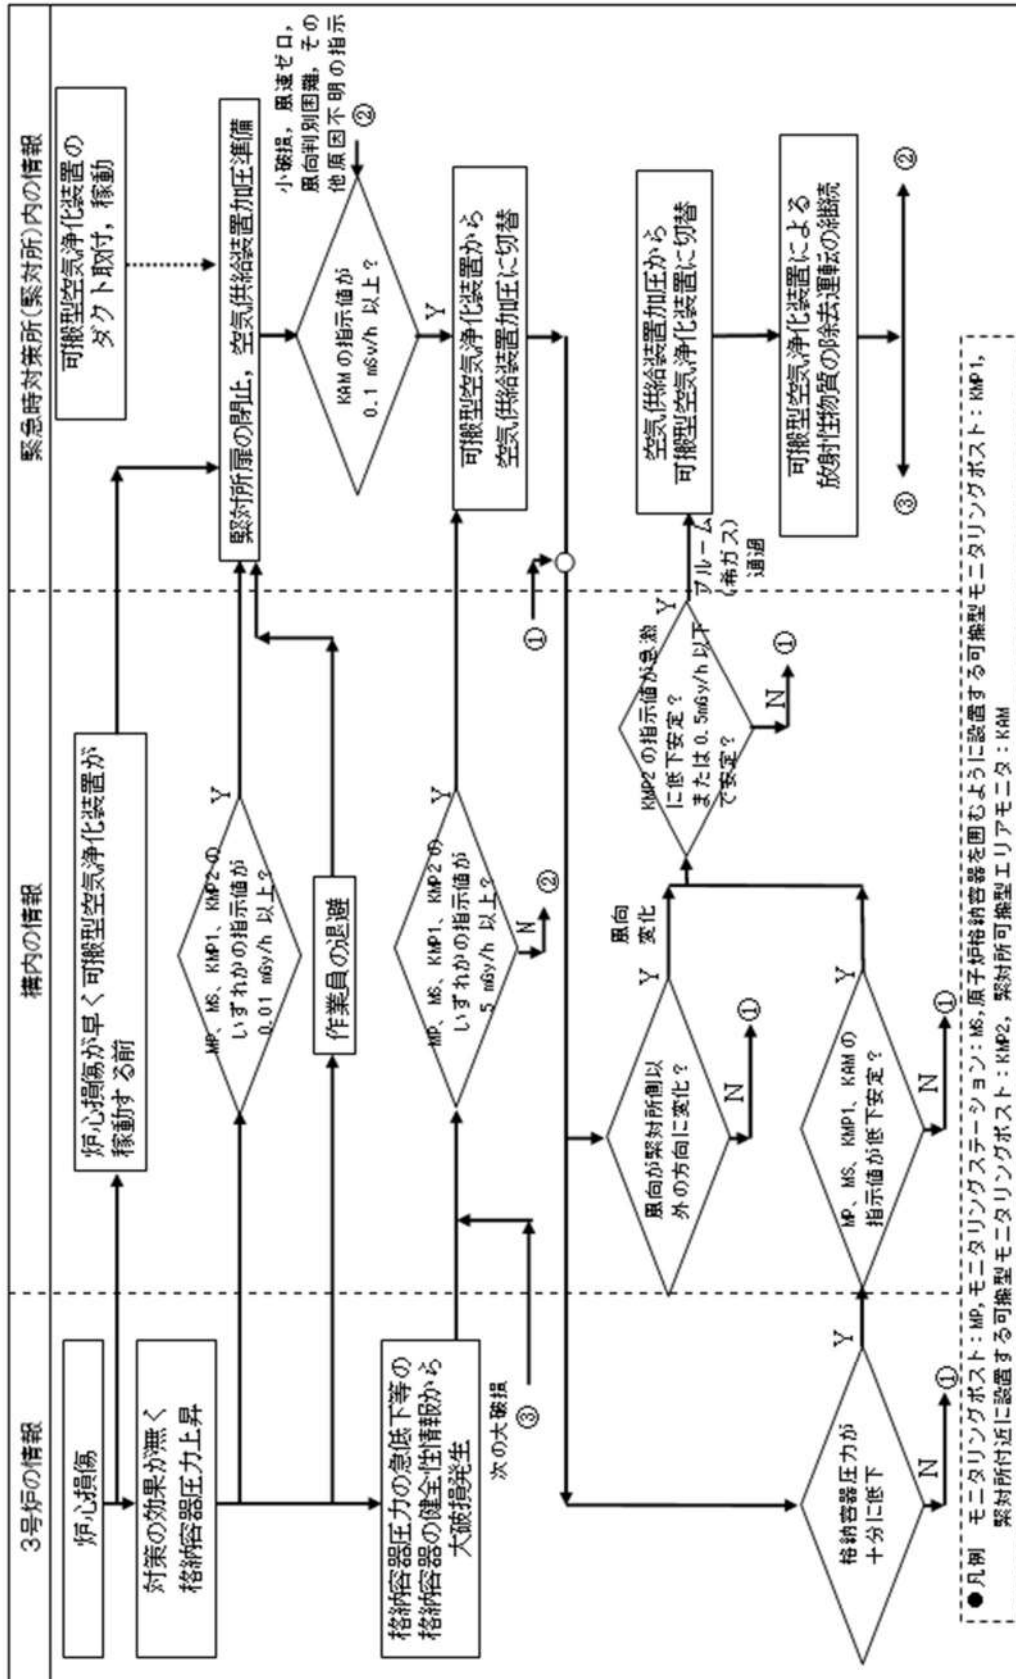 3号炉の情報
構内の情報
緊急時対策所(緊対所)内の情報
炉心損傷
炉心損傷が早く可搬型空気浄化装置が
稼動する前
可搬型空気浄化装置の
ダクト取付，稼動
対策の効果が無く
格納容器圧力上昇
MP、MS、KMP1、KMP2の
いずれかの指示値が
0.01 mGy/h 以上？
Y
緊対所扉の閉止，空気供給装置加圧準備
作業員の退避
小破損，風速ゼロ，
風向判別困難，その
他原因不明の指示
②
KAMの指示値が
0.1 mSv/h 以上？
Y
格納容器圧力の急低下等の
格納容器の健全性情報から
大破損発生
MP、MS、KMP1、KMP2の
いずれかの指示値が
5 mGy/h 以上？
Y
N
②
可搬型空気浄化装置から
空気供給装置加圧に切替
次の大破損
③
①
風向が緊対所側以
外の方向に変化？
Y
N
①
風向
変化
KMP2の指示値が急激
に低下安定？
または0.5mGy/h以下
で安定？
Y
N
①
プルーム
(希ガス)
通過
空気供給装置加圧から
可搬型空気浄化装置に切替
可搬型空気浄化装置による
放射性物質の除去運転の継続
③
②
格納容器圧力が
十分に低下
Y
N
①
MP、MS、KMP1、KAMの
指示値が低下安定？
Y
N
①
●凡例 モニタリングポスト：MP,モニタリングステーション：MS,原子炉格納容器を囲むように設置する可搬型モニタリングポスト：KMP1,
緊対所付近に設置する可搬型モニタリングポスト：KMP2, 緊対所可搬型エリアモニタ：KAM